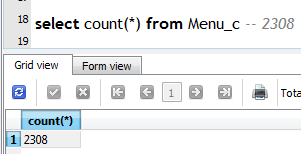 18 select count(*) from Menu_c -- 2308
19
Grid view Form view
1 Tota
count(*)
1 2308